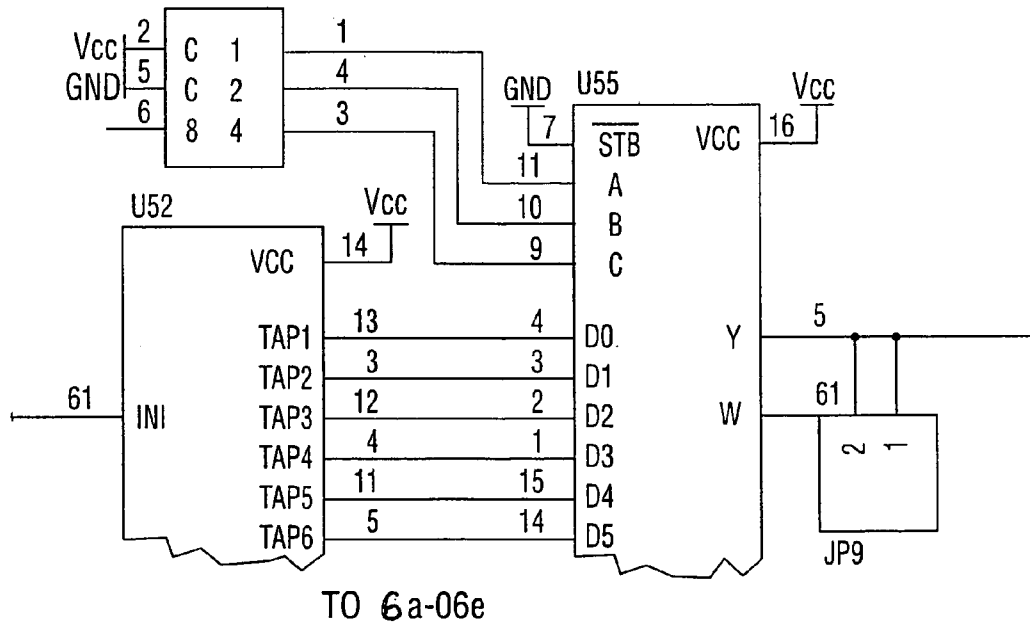 Vcc 2 C 1 1
GND 5 C 2 4
6 8 4 3
U55
GND
7 STB
VCC 16 Vcc
11 A
10 B
9 C
U52
Vcc
VCC 14
TAP1 13 4 D0
TAP2 3 3 D1
TAP3 12 2 D2
TAP4 4 1 D3
TAP5 11 15 D4
TAP6 5 14 D5
61 INI
Y 5
W 61
2 1
JP9
TO 6a-06e